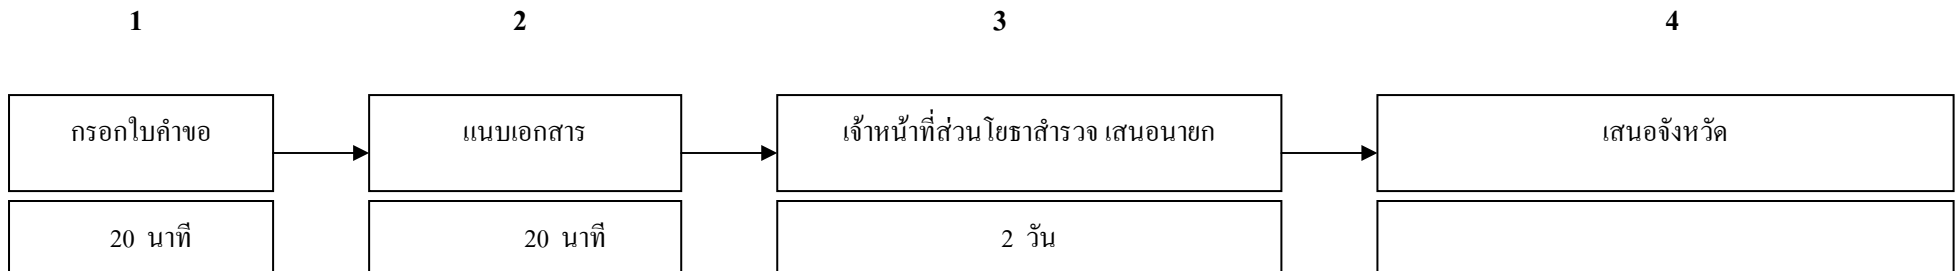 1 2 3 4
กรอกใบคำขอ แนบเอกสาร เจ้าหน้าที่ส่วนโยธาสำรวจ เสนอนายก เสนอจังหวัด
20 นาที 20 นาที 2 วัน